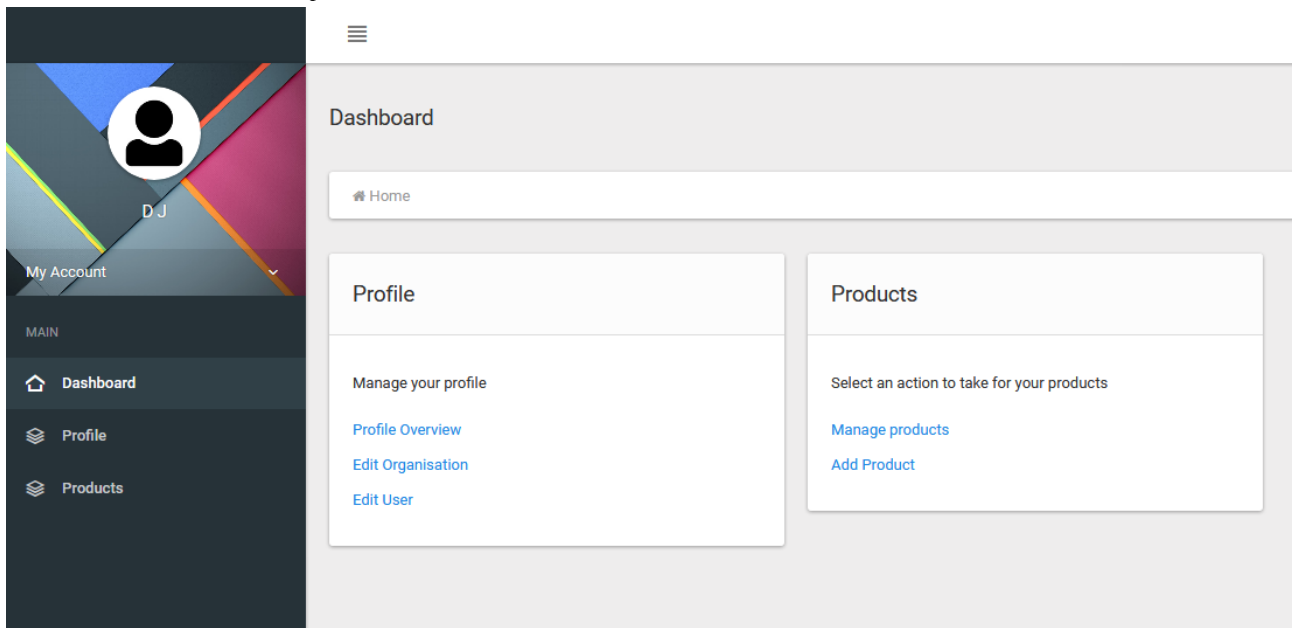 D J
My Account
MAIN
Dashboard
Profile
Products
Dashboard
Home
Profile
Manage your profile
Profile Overview
Edit Organisation
Edit User
Products
Select an action to take for your products
Manage products
Add Product